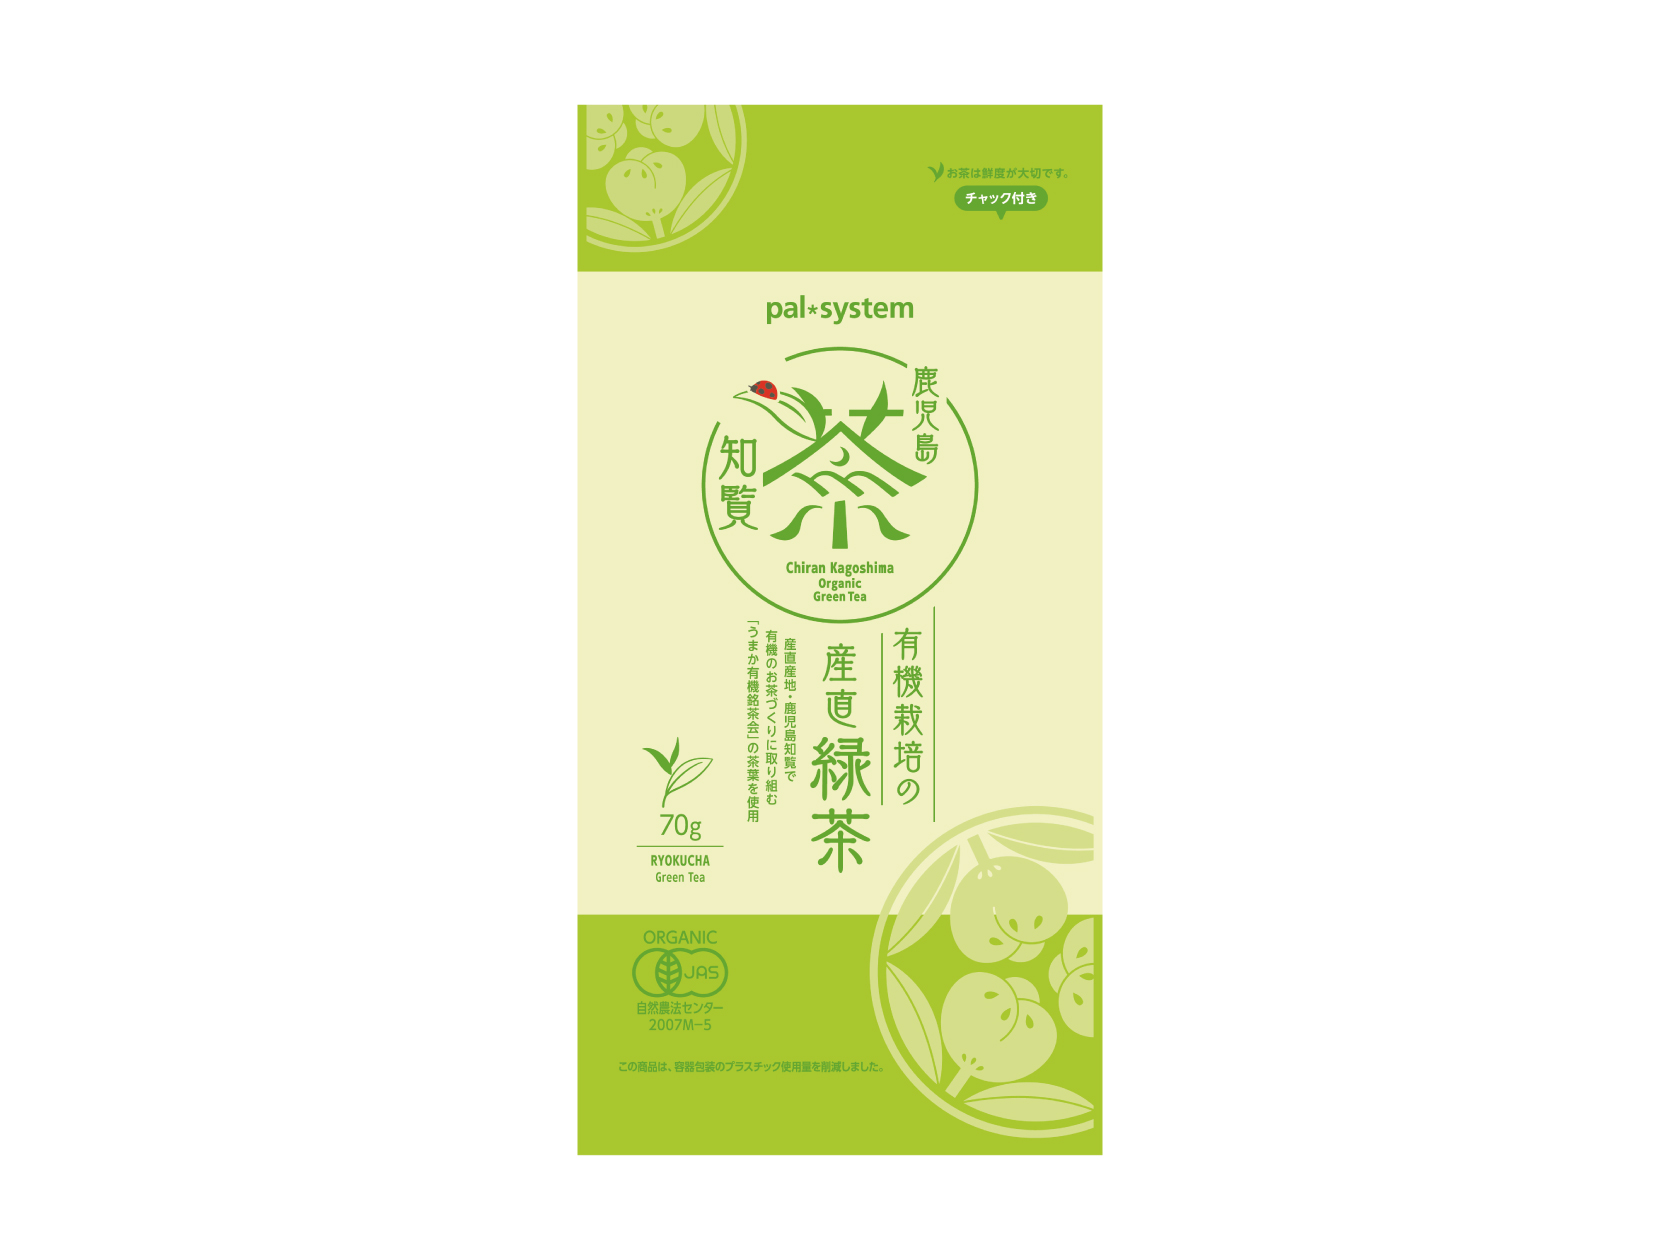 お茶は鮮度が大切です。
チャック付き
pal*system
鹿児島
知覧
茶
Chiran Kagoshima
Organic
Green Tea
有機栽培の
産直緑茶
産直産地・鹿児島知覧で
有機のお茶づくりに取り組む
「うまか有機銘茶会」の茶葉を使用
70g
RYOKUCHA
Green Tea
ORGANIC
JAS
自然農法センター
2007M-5
この商品は、容器包装のプラスチック使用量を削減しました。